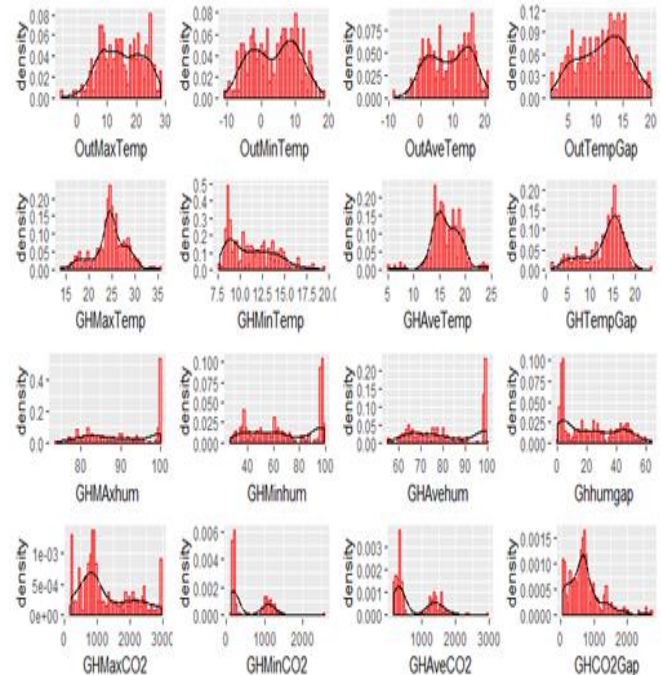 density density density density
0.08 0.06 0.04 0.02 0.00 0.08 0.06 0.04 0.02 0.00 0.075 0.050 0.025 0.000 0.12 0.09 0.06 0.03 0.00
0 10 20 30 -10 0 10 20 -10 0 10 20 5 10 15 20
OutMaxTemp OutMinTemp OutAveTemp OutTempGap
density density density density
0.20 0.15 0.10 0.05 0.00 0.5 0.4 0.3 0.2 0.1 0.0 0.20 0.15 0.10 0.05 0.00 0.20 0.15 0.10 0.05 0.00
15 20 25 30 35 7.5 10.0 12.5 15.0 17.5 20.0 5 10 15 20 25 5 10 15 20
GHMaxTemp GHMinTemp GHAveTemp GHTempGap
density density density density
0.4 0.2 0.0 0.100 0.075 0.050 0.025 0.000 0.20 0.15 0.10 0.05 0.00 0.100 0.075 0.050 0.025 0.000
80 90 100 40 60 80 100 60 70 80 90 100 0 20 40 60
GHMAxhum GHMinhum GHAvehum Ghhumgap
density density density density
1e-03 5e-04 0e+00 0.006 0.004 0.002 0.000 0.003 0.002 0.001 0.000 0.0015 0.0010 0.0005 0.0000
0 1000 2000 3000 0 1000 2000 1000 2000 3000 0 1000 2000
GHMaxCO2 GHMinCO2 GHAveCO2 GHCO2Gap